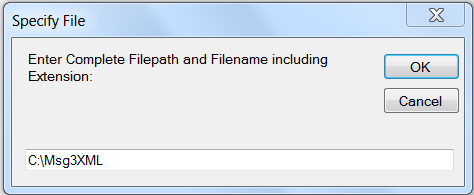 Specify File
Enter Complete Filepath and Filename including
Extension:
OK
Cancel
C:\Msg3XML